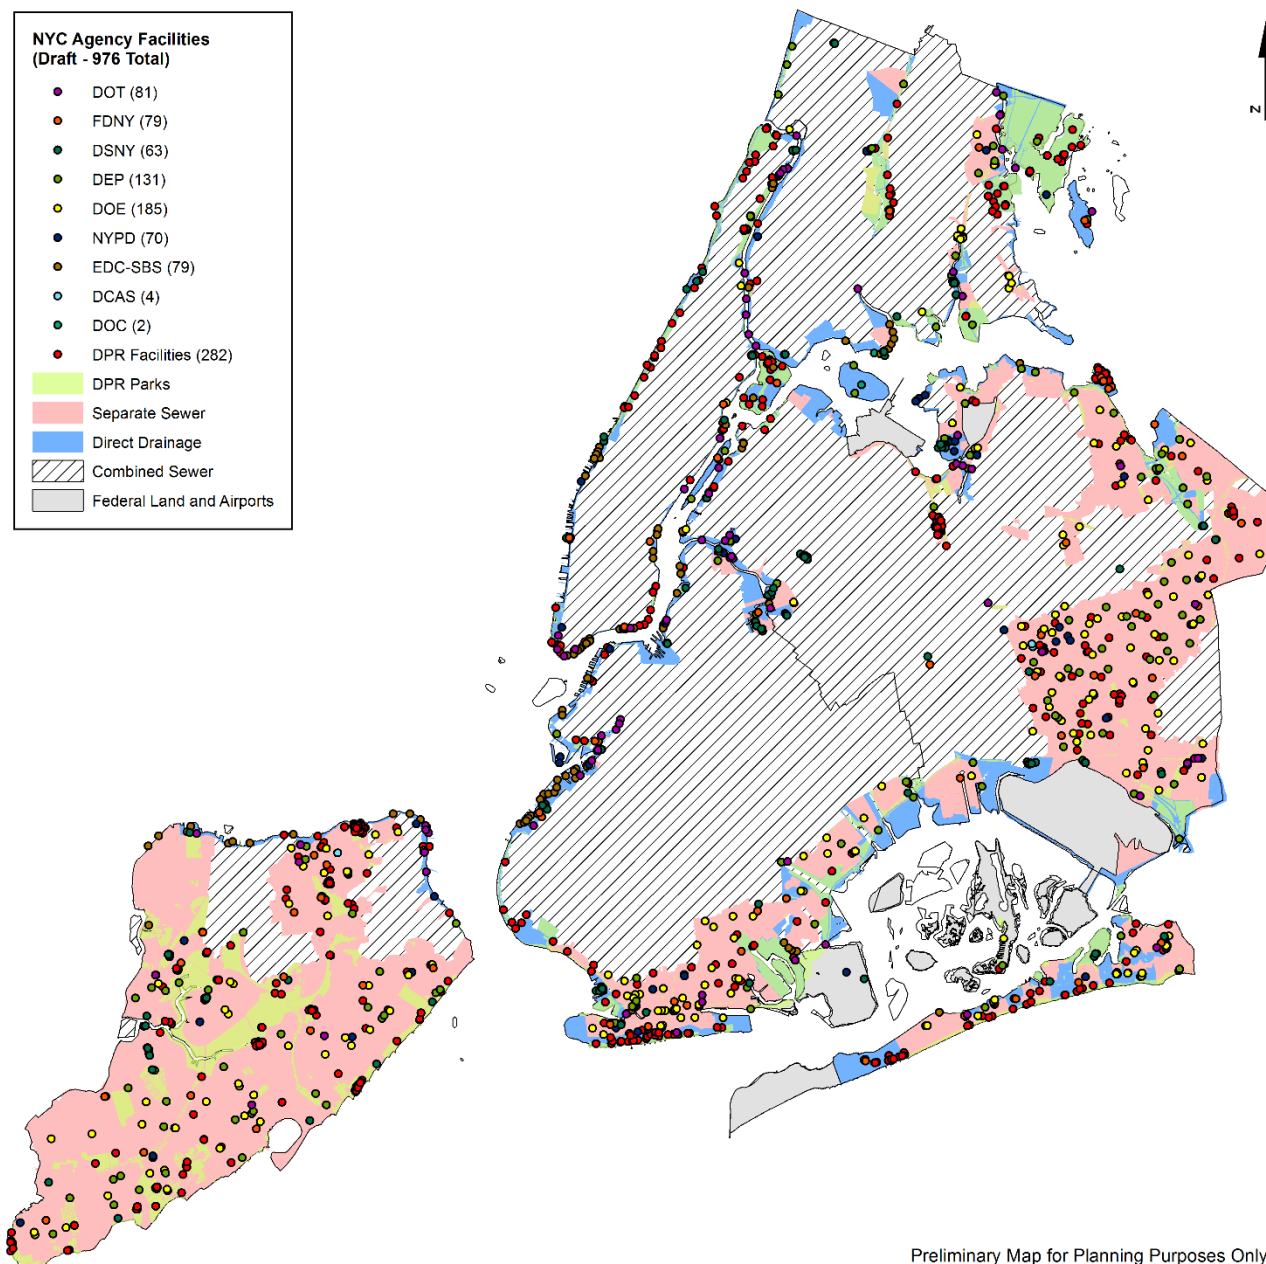 NYC Agency Facilities
(Draft - 976 Total)
DOT (81)
FDNY (79)
DSNY (63)
DEP (131)
DOE (185)
NYPD (70)
EDC-SBS (79)
DCAS (4)
DOC (2)
DPR Facilities (282)
DPR Parks
Separate Sewer
Direct Drainage
Combined Sewer
Federal Land and Airports
N
Preliminary Map for Planning Purposes Only